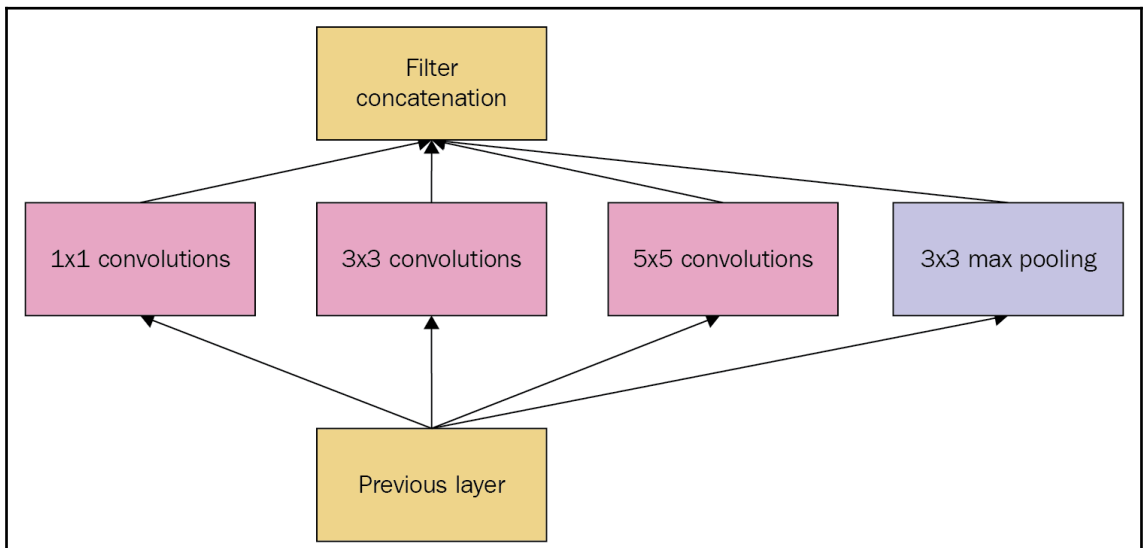 Filter
concatenation
1x1 convolutions
3x3 convolutions
5x5 convolutions
3x3 max pooling
Previous layer